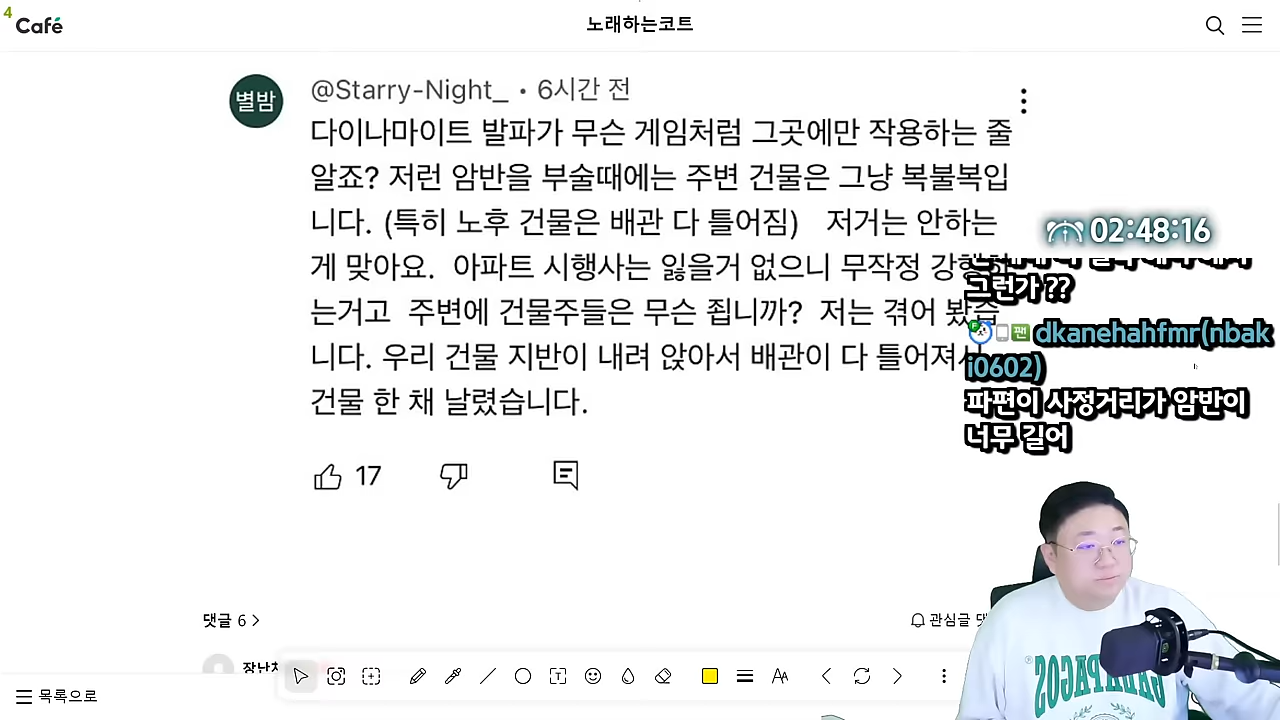 4
Café
노래하는코트
별밤
@Starry-Night_ • 6시간 전
다이나마이트 발파가 무슨 게임처럼 그곳에만 작용하는 줄
알죠? 저런 암반을 부술때에는 주변 건물은 그냥 복불복입
니다. (특히 노후 건물은 배관 다 틀어짐) 저거는 안하는
게 맞아요. 아파트 시행사는 잃을거 없으니 무작정
는거고 주변에 건물주들은 무슨 죕니까? 저는 겪어
니다. 우리 건물 지반이 내려 앉아서 배관이 다
건물 한 채 날렸습니다.
17
02:48:16
그런가 ??
팬 dkanehahfmr(nbak
i0602)
파편이 사정거리가 암반이
너무 길어
댓글 6
관심글
목록으로
GALAPAGOS